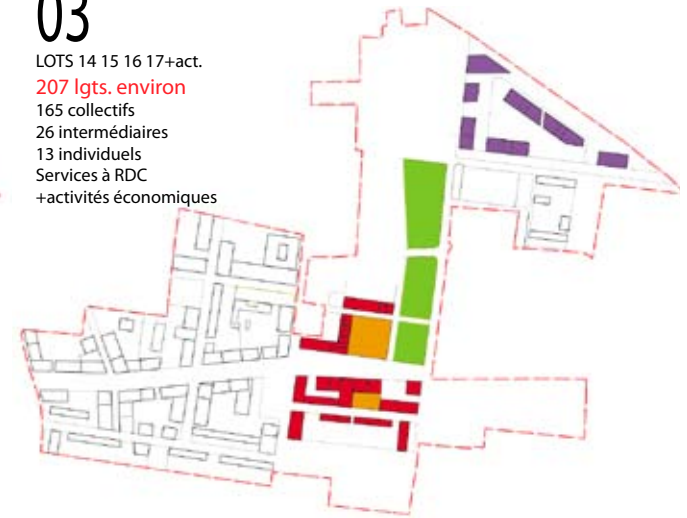 03
LOTS 14 15 16 17+act.
207 lgts. environ
165 collectifs
26 intermédiaires
13 individuels
Services à RDC
+activités économiques